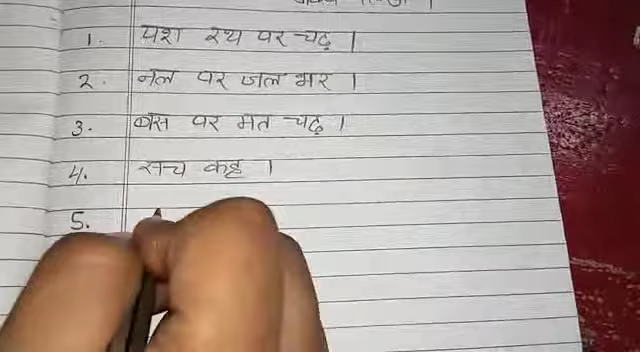 1. यश रथ पर चढ़ ।
2. नल पर जल भर ।
3. बस पर मत चढ़ ।
4. सच कह ।
5.